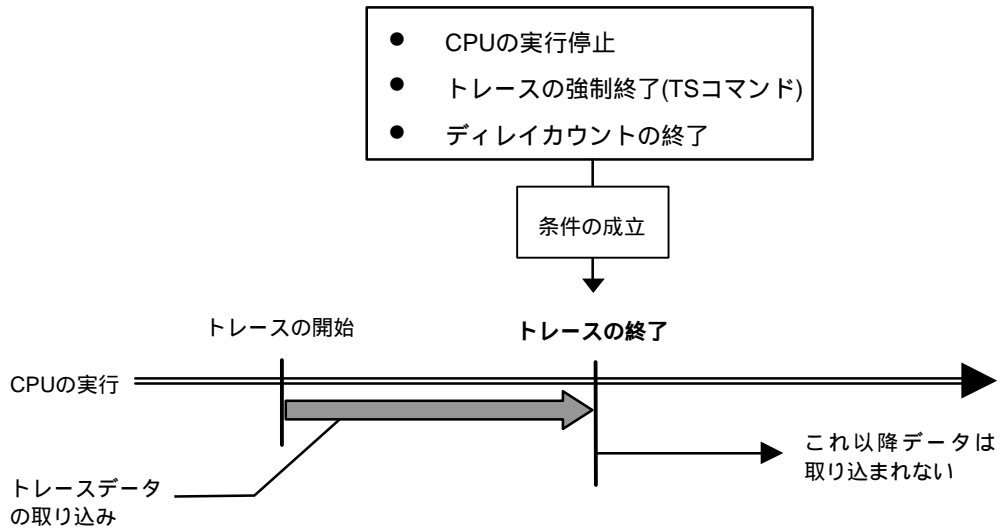 ● CPUの実行停止
● トレースの強制終了(TSコマンド)
● ディレイカウントの終了
条件の成立
トレースの開始
トレースの終了
CPUの実行
これ以降データは
取り込まれない
トレースデータ
の取り込み